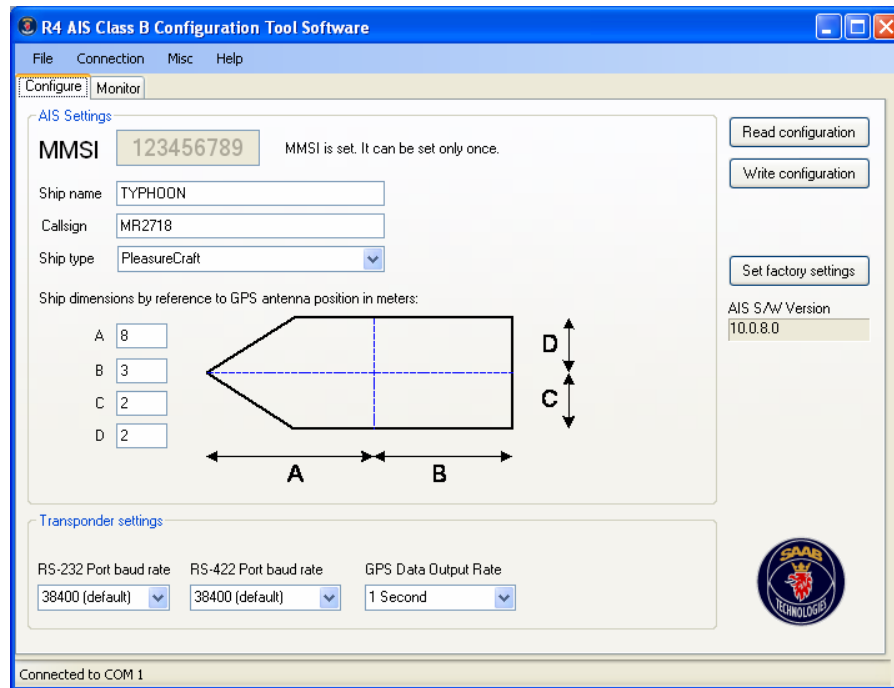 R4 AIS Class B Configuration Tool Software
File Connection Misc Help
Configure Monitor
AIS Settings
MMSI 123456789 MMSI is set. It can be set only once.
Read configuration
Write configuration
Ship name TYPHOON
Callsign MR2718
Ship type PleasureCraft
Set factory settings
Ship dimensions by reference to GPS antenna position in meters:
AIS S/W Version
10.0.8.0
A 8
B 3
C 2
D 2
D
C
A B
Transponder settings
RS-232 Port baud rate RS-422 Port baud rate GPS Data Output Rate
38400 (default) 38400 (default) 1 Second
SAAB
TECHNOLOGIES
Connected to COM 1